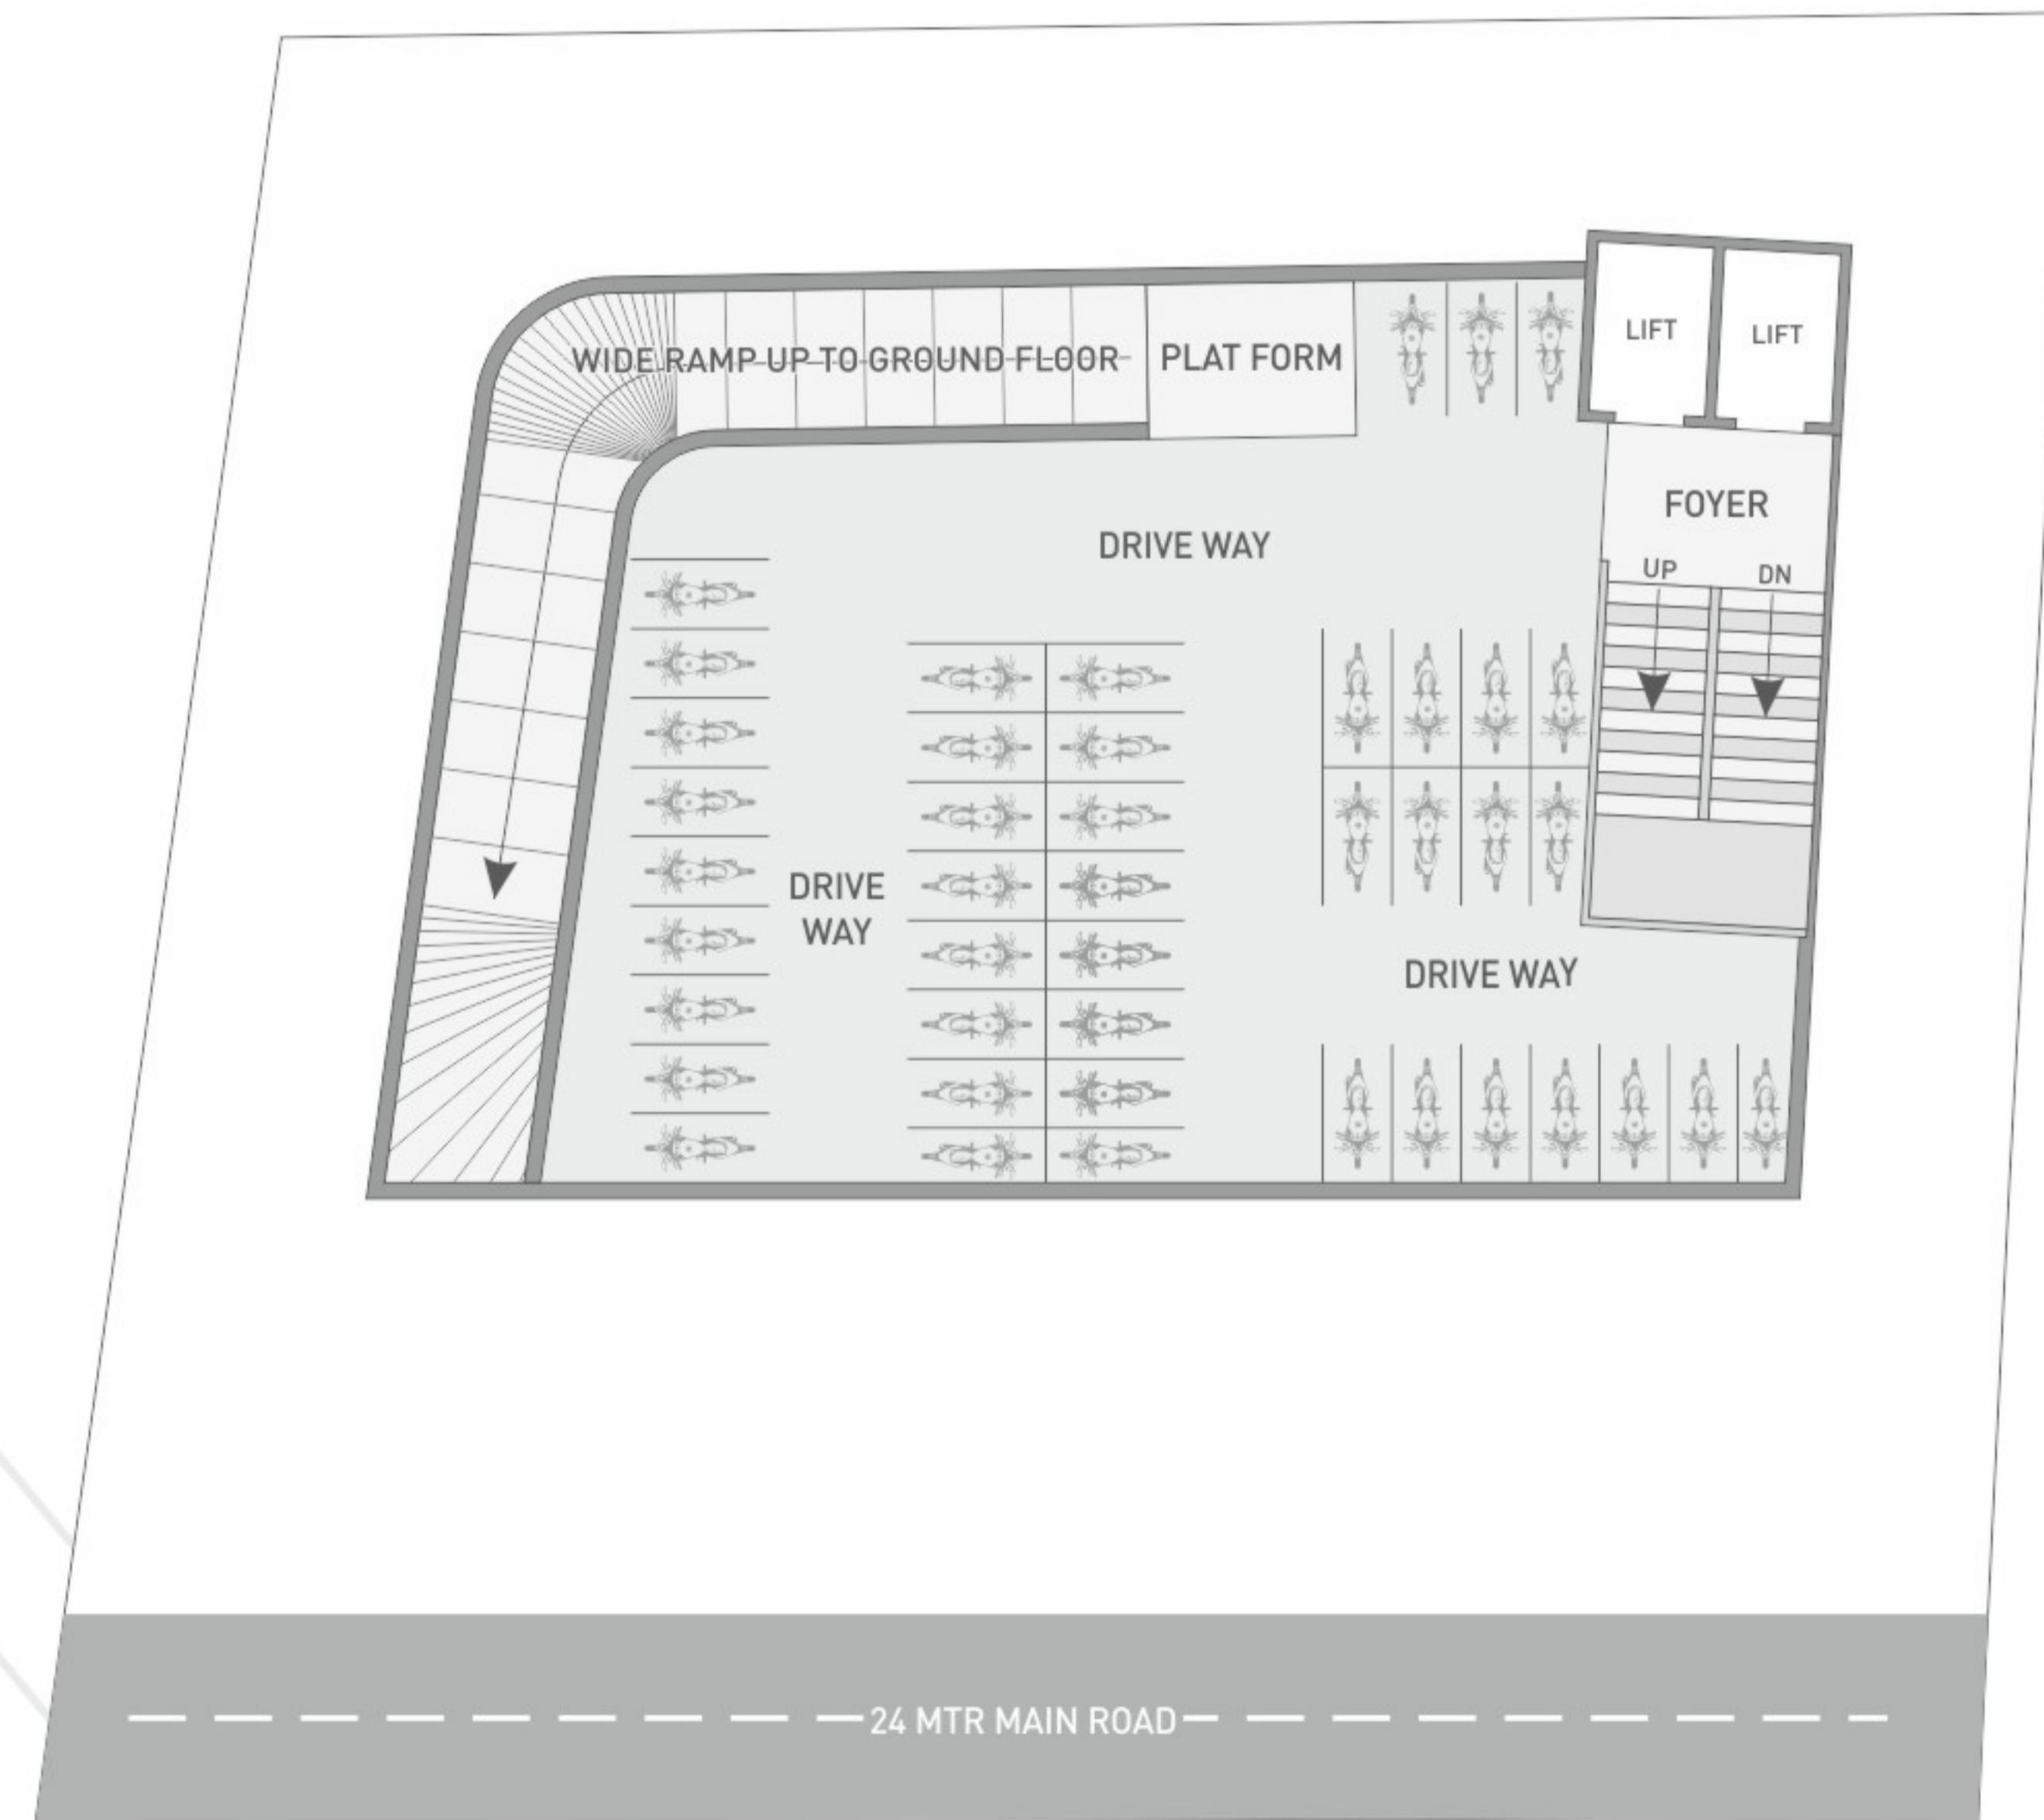 LIFT
LIFT
WIDE RAMP UP TO GROUND FLOOR
PLAT FORM
FOYER
DRIVE WAY
UP
DN
DRIVE
WAY
DRIVE WAY
24 MTR MAIN ROAD